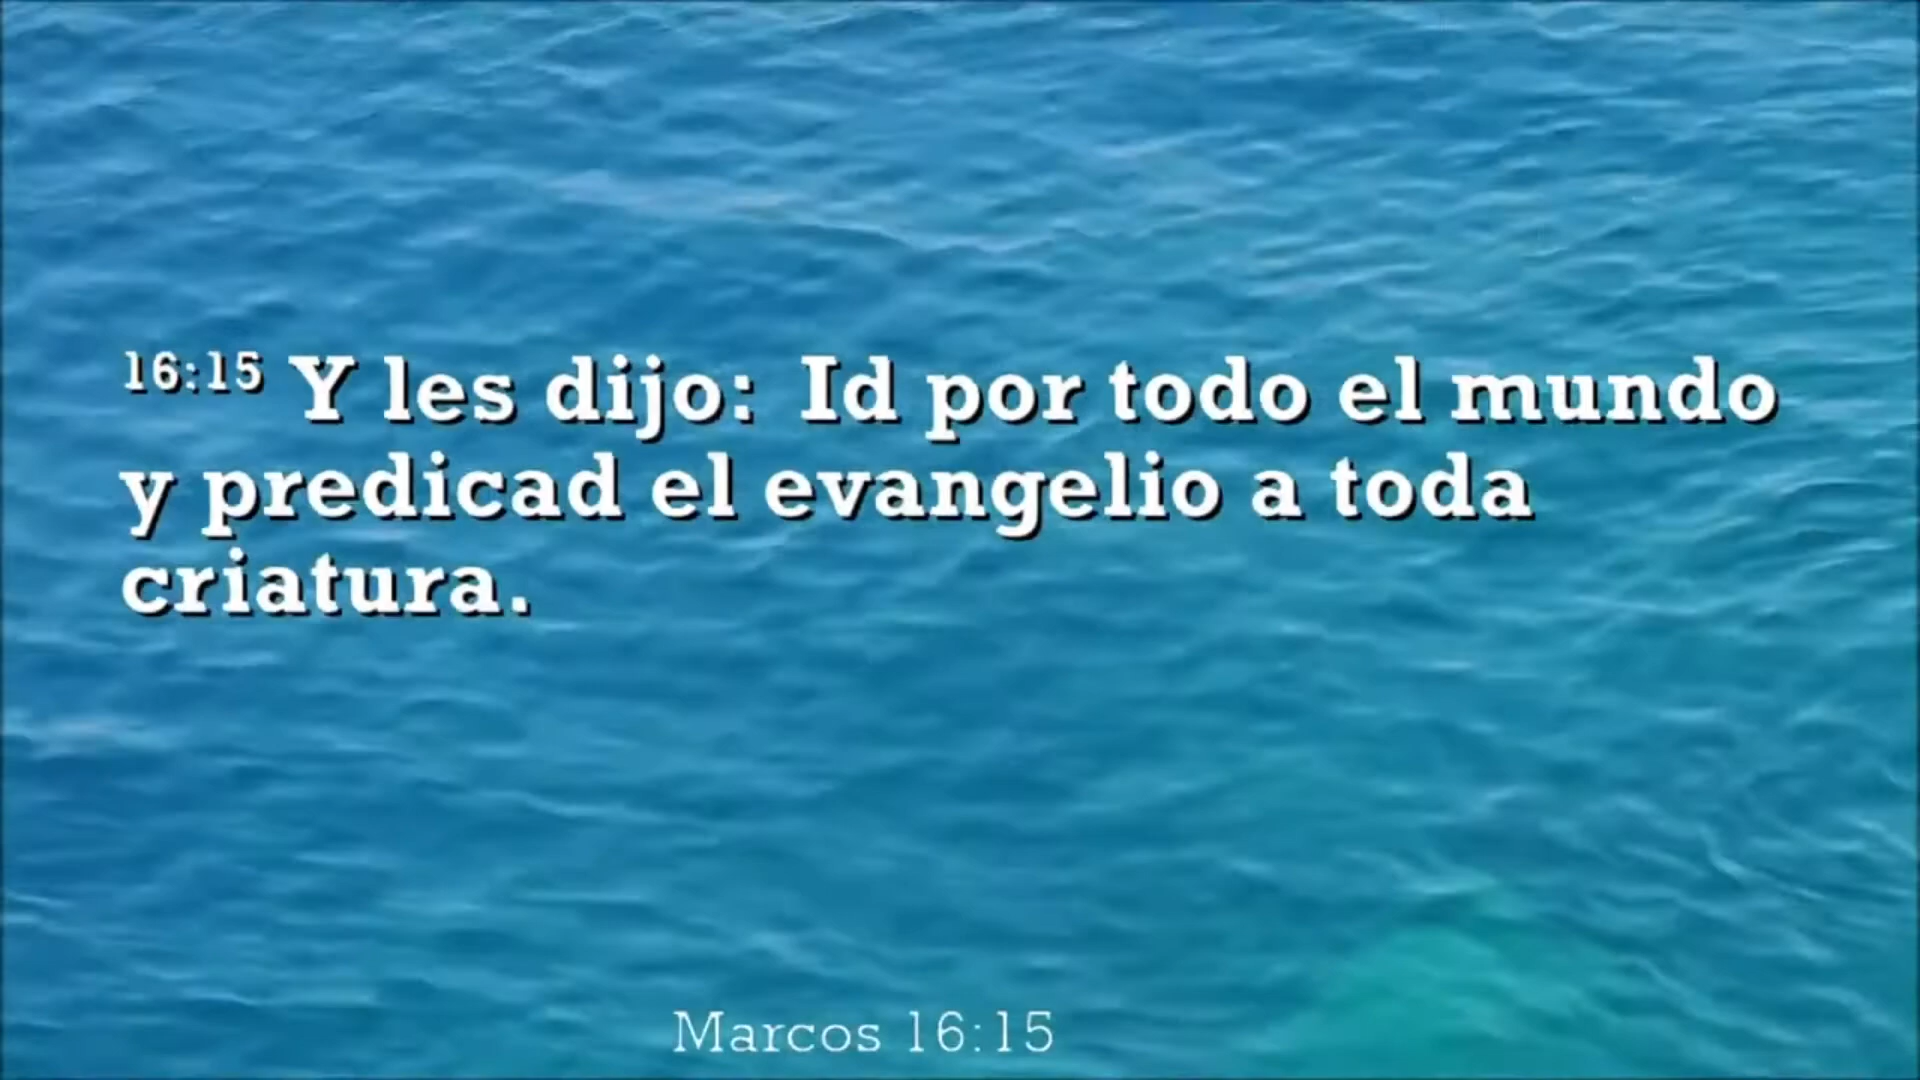 16:15 Y les dijo: Id por todo el mundo
y predicad el evangelio a toda
criatura.
Marcos 16:15